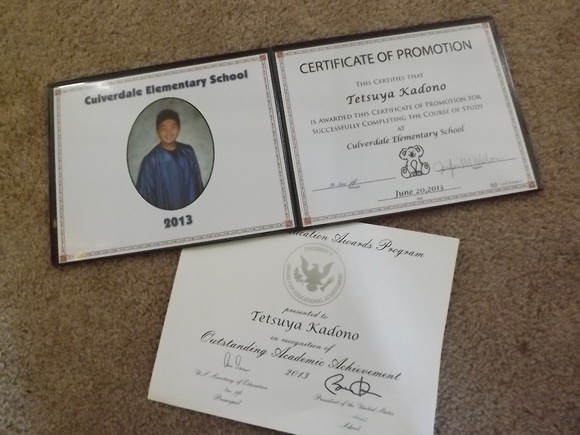 Culverdale Elementary School
2013
CERTIFICATE OF PROMOTION
THIS CERTIFIES THAT
Tetsuya Kadono
IS AWARDED THIS CERTIFICATE OF PROMOTION FOR
SUCCESSFULLY COMPLETING THE COURSE OF STUDY
AT
Culverdale Elementary School
June 20, 2013
Awards Program
presented to
Tetsuya Kadono
in recognition of
Outstanding Academic Achievement
2013
U.S. Secretary of Education
President of the United States
Principal
School